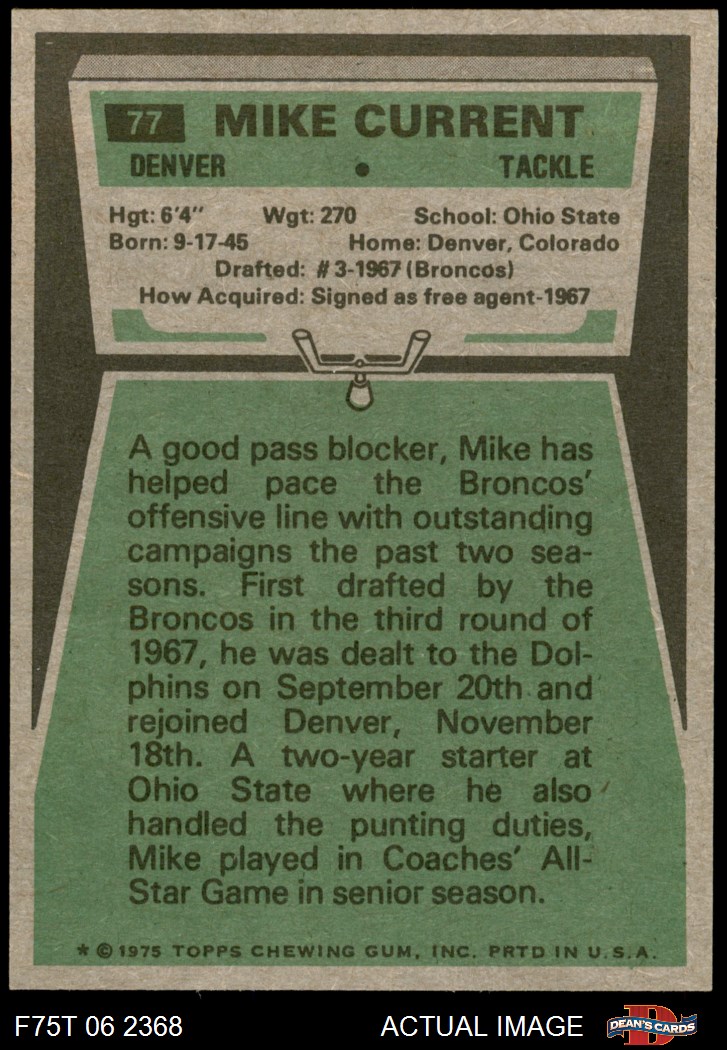 77 MIKE CURRENT
DENVER • TACKLE
Hgt: 6'4" Wgt: 270 School: Ohio State
Born: 9-17-45 Home: Denver, Colorado
Drafted: #3-1967 (Broncos)
How Acquired: Signed as free agent-1967
A good pass blocker, Mike has
helped pace the Broncos'
offensive line with outstanding
campaigns the past two sea-
sons. First drafted by the
Broncos in the third round of
1967, he was dealt to the Dol-
phins on September 20th and
rejoined Denver, November
18th. A two-year starter at
Ohio State where he also
handled the punting duties,
Mike played in Coaches' All-
Star Game in senior season.
* © 1975 TOPPS CHEWING GUM, INC. PRTD IN U.S.A.
F75T 06 2368 ACTUAL IMAGE D DEAN'S CARDS